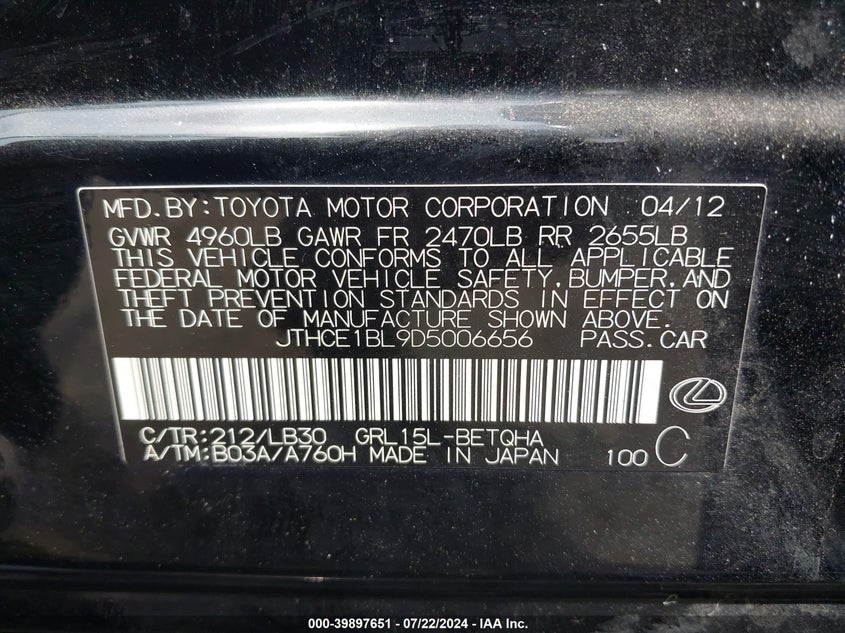 MFD.BY:TOYOTA MOTOR CORPORATION 04/12
GVWR 4960LB GAWR FR 2470LB RR 2655LB
THIS VEHICLE CONFORMS TO ALL APPLICABLE
FEDERAL MOTOR VEHICLE SAFETY,BUMPER,AND
THEFT PREVENTION STANDARDS IN EFFECT ON
THE DATE OF MANUFACTURE SHOWN ABOVE.
JTHCE1BL9D5006656 PASS.CAR
C/TR:212/LB30 GRL15L-BETQHA
A/TM:B03A/A760H MADE IN JAPAN 100 C
000-39897651 / 07/22/2024 - IAA Inc.